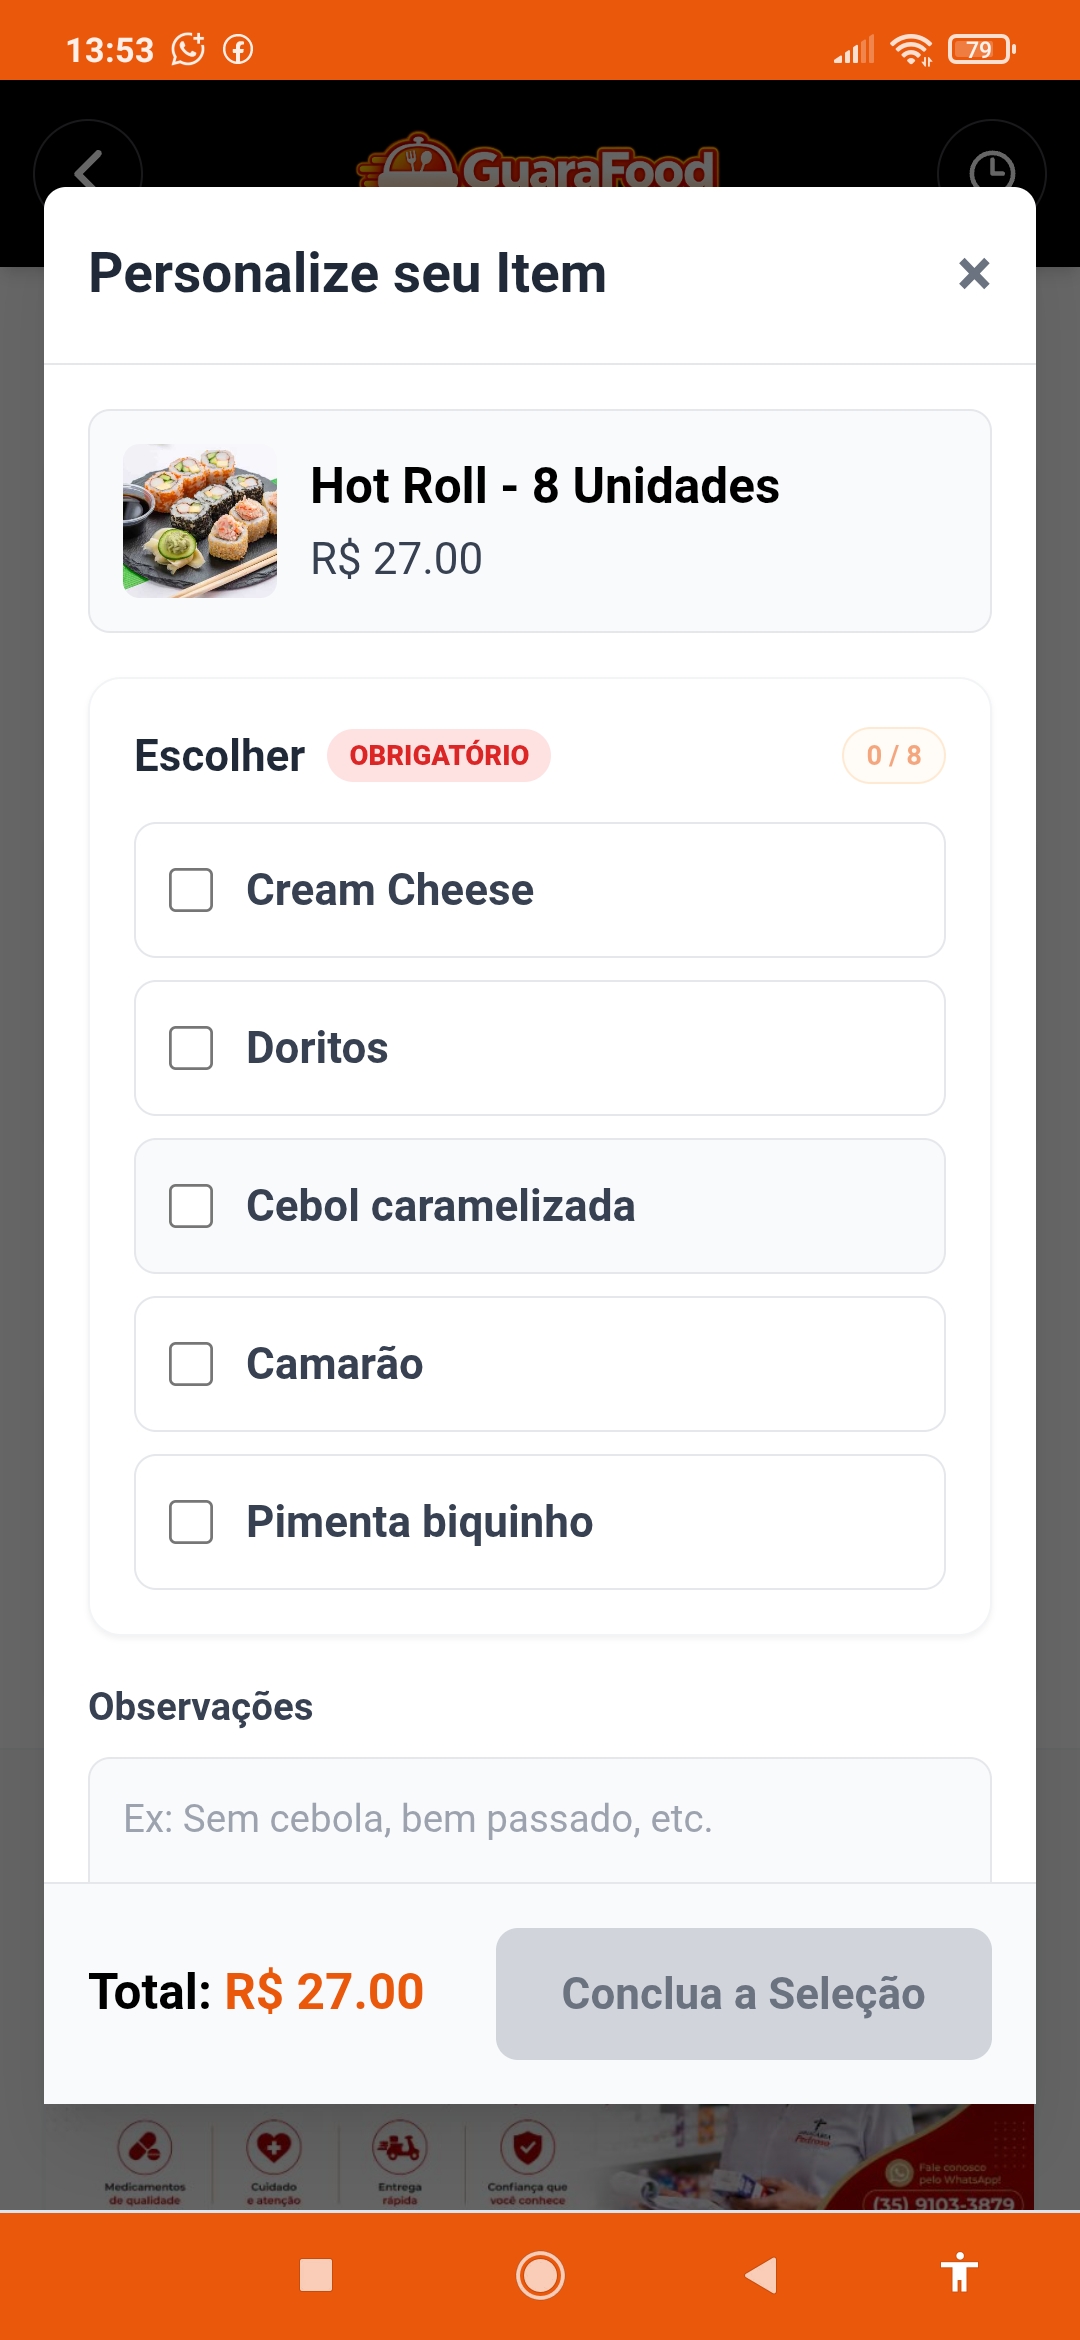 13:53
79
GuaraFood
Personalize seu Item
Hot Roll - 8 Unidades
R$ 27.00
Escolher OBRIGATÓRIO 0 / 8
Cream Cheese
Doritos
Cebol caramelizada
Camarão
Pimenta biquinho
Observações
Ex: Sem cebola, bem passado, etc.
Total: R$ 27.00 Conclua a Seleção
Medicamentos
de qualidade
Cuidado
e atenção
Entrega
rápida
Confiança que
você conhece
Pedrosa
Fale conosco
pelo WhatsApp!
(35) 9103-3879